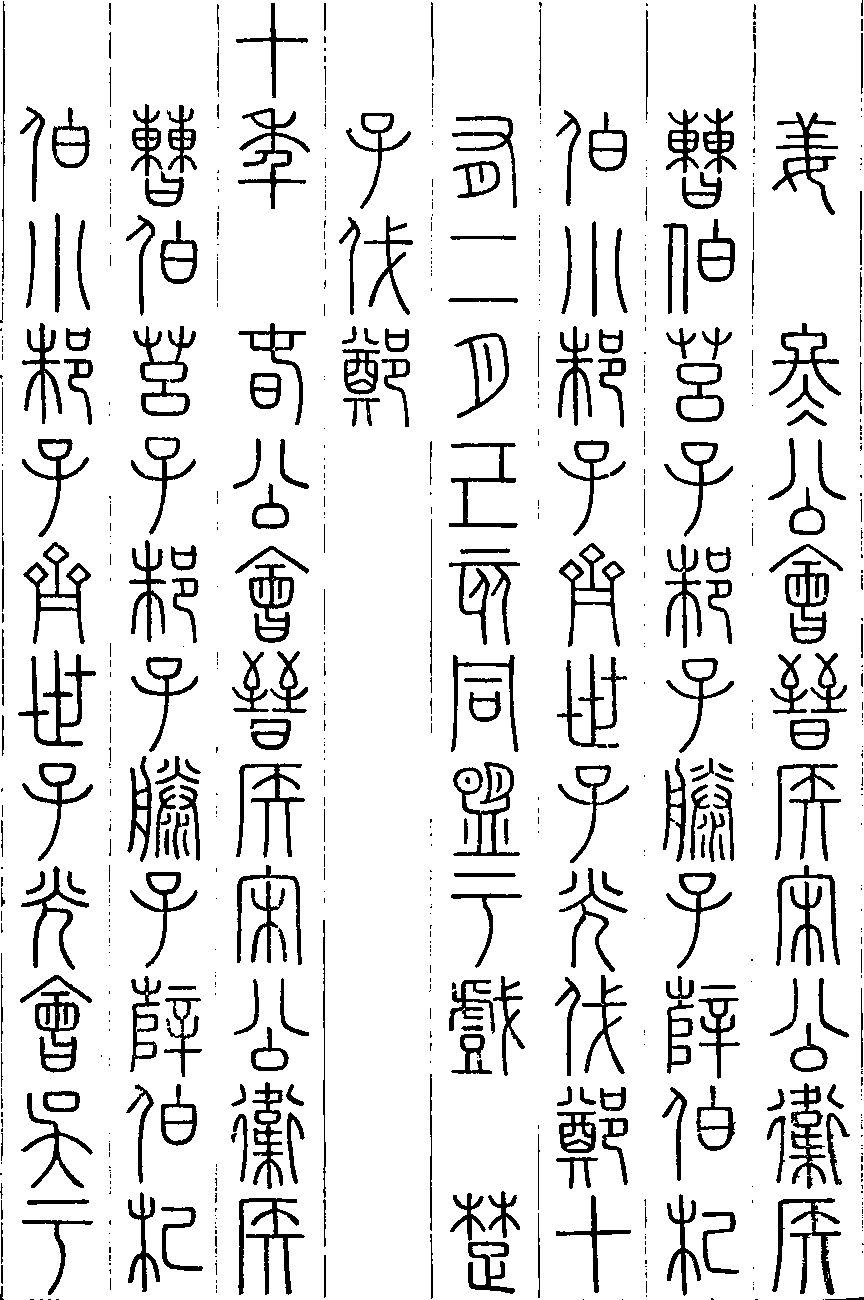 姜 冬公會晉侯宋公衛侯
曹伯莒子邾子滕子薛伯杞
伯小邾子齊世子光伐鄭十
有二月己亥同盟于戲 楚
子伐鄭
十年 春公會晉侯宋公衛侯
曹伯莒子邾子滕子薛伯杞
伯小邾子齊世子光會吳于